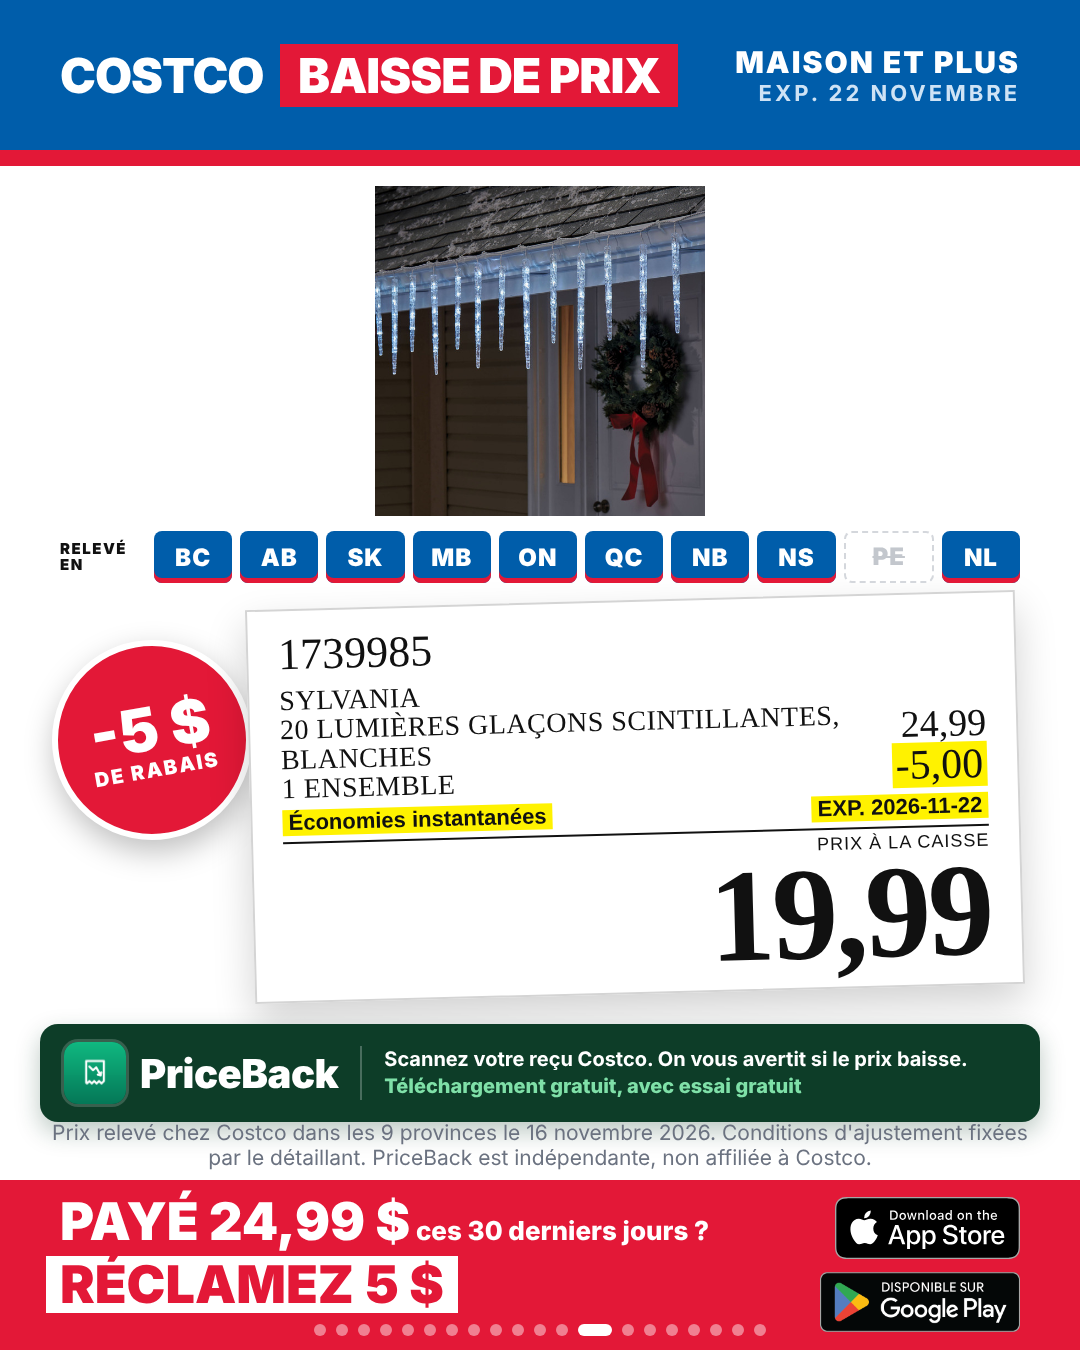 COSTCO BAISSE DE PRIX
MAISON ET PLUS
EXP. 22 NOVEMBRE
RELEVÉ EN
BC AB SK MB ON QC NB NS PE NL
-5 $
DE RABAIS
1739985
SYLVANIA
20 LUMIÈRES GLAÇONS SCINTILLANTES,
BLANCHES
1 ENSEMBLE
24,99
-5,00
Économies instantanées
EXP. 2026-11-22
PRIX À LA CAISSE
19,99
PriceBack
Scannez votre reçu Costco. On vous avertit si le prix baisse.
Téléchargement gratuit, avec essai gratuit
Prix relevé chez Costco dans les 9 provinces le 16 novembre 2026. Conditions d'ajustement fixées
par le détaillant. PriceBack est indépendante, non affiliée à Costco.
PAYÉ 24,99 $ ces 30 derniers jours ?
RÉCLAMEZ 5 $
Download on the
App Store
DISPONIBLE SUR
Google Play